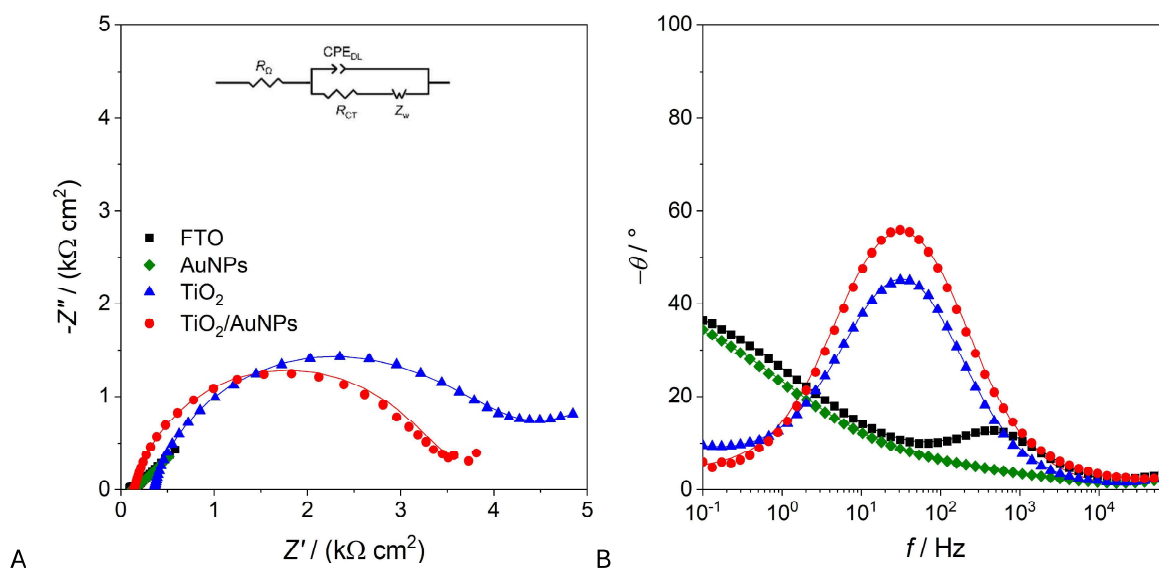 5
4
3
2
1
0
-Z″ / (kΩ cm²)
R_Ω
CPE_DL
R_CT
Z_w
FTO
AuNPs
TiO₂
TiO₂/AuNPs
0 1 2 3 4 5
Z′ / (kΩ cm²)
A
100
80
60
40
20
0
−θ / °
10⁻¹ 10⁰ 10¹ 10² 10³ 10⁴
f / Hz
B